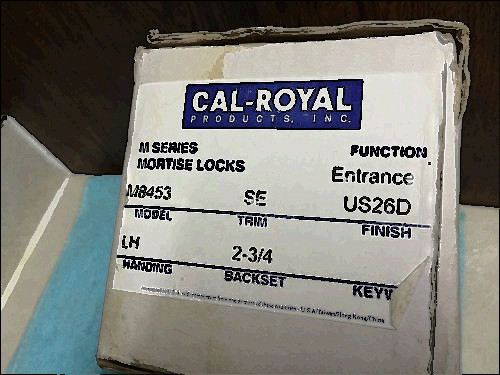 CAL-ROYAL
PRODUCTS, INC.
M SERIES
MORTISE LOCKS
FUNCTION
Entrance
M8453 SE US26D
MODEL TRIM FINISH
LH 2-3/4
HANDING BACKSET KEYW